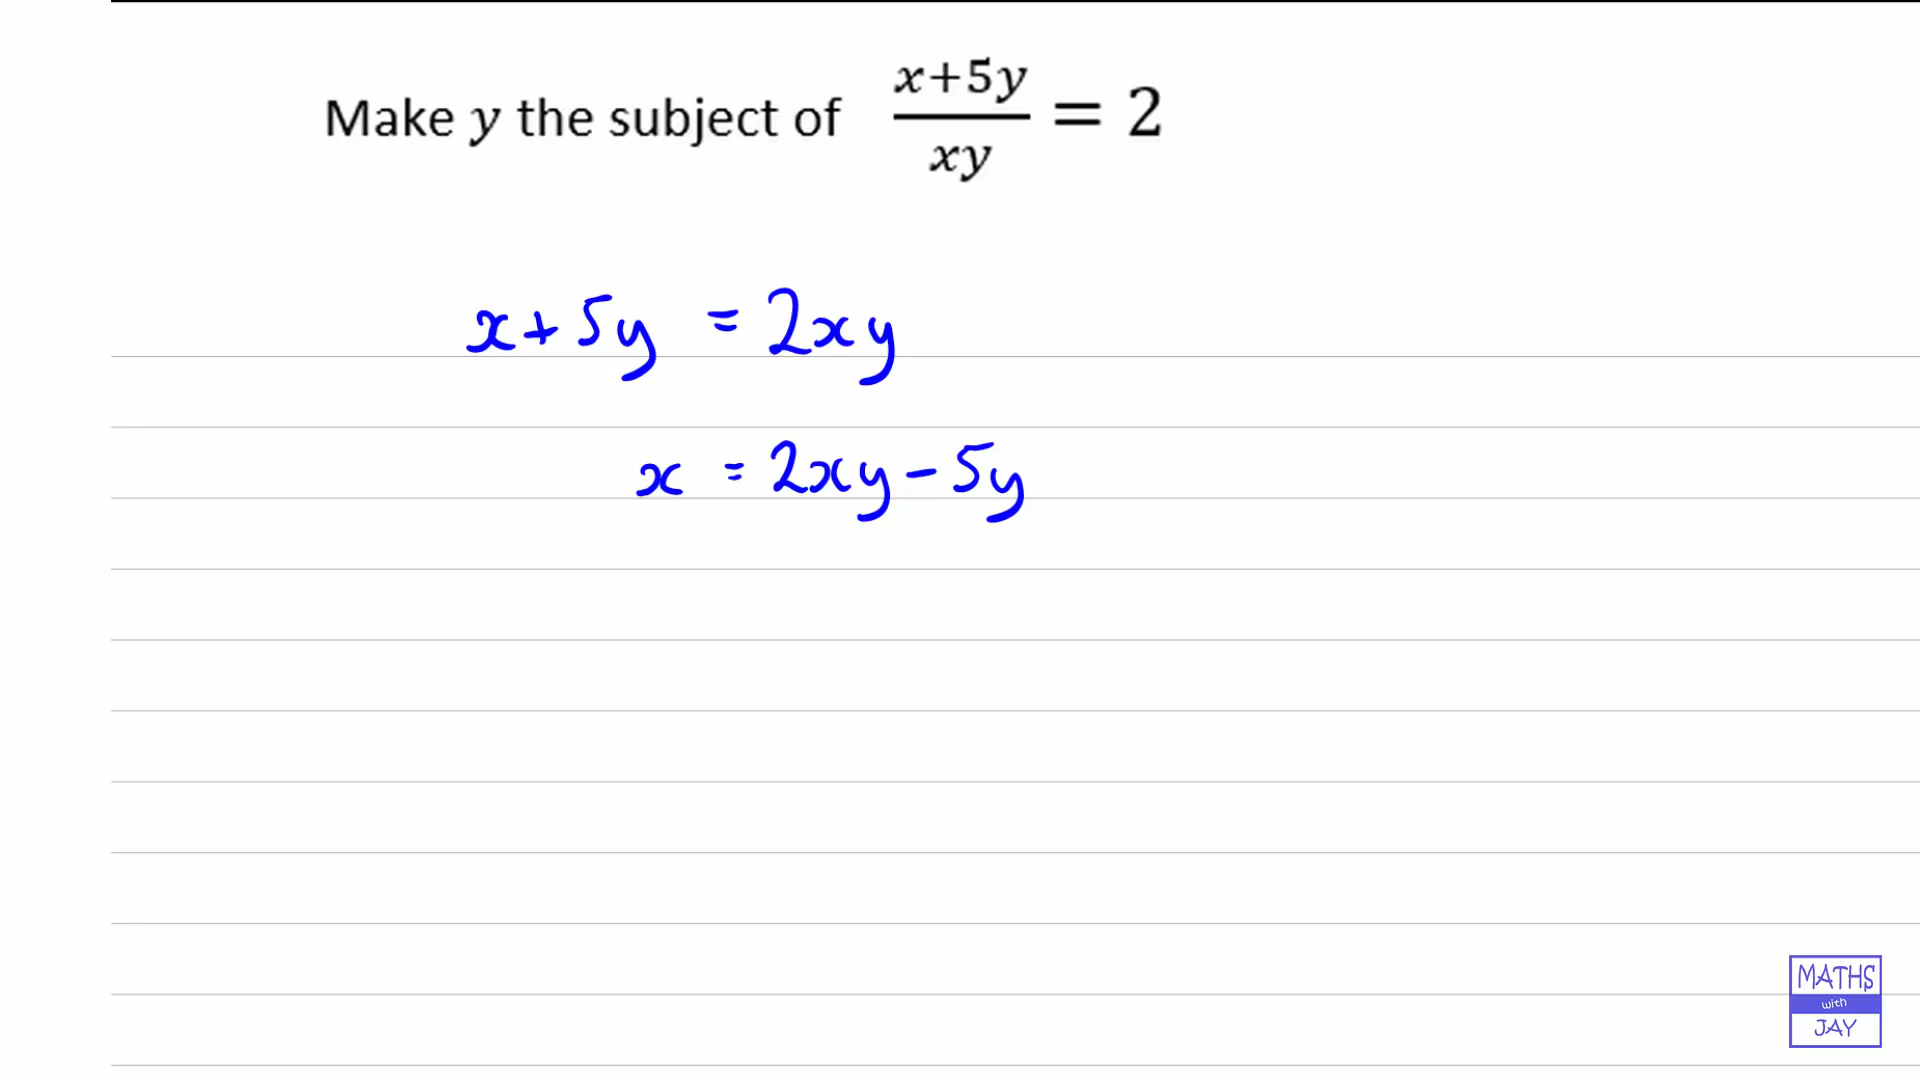 Make y the subject of (x+5y)/(xy) = 2
x+5y = 2xy
x = 2xy-5y
MATHS
with
JAY